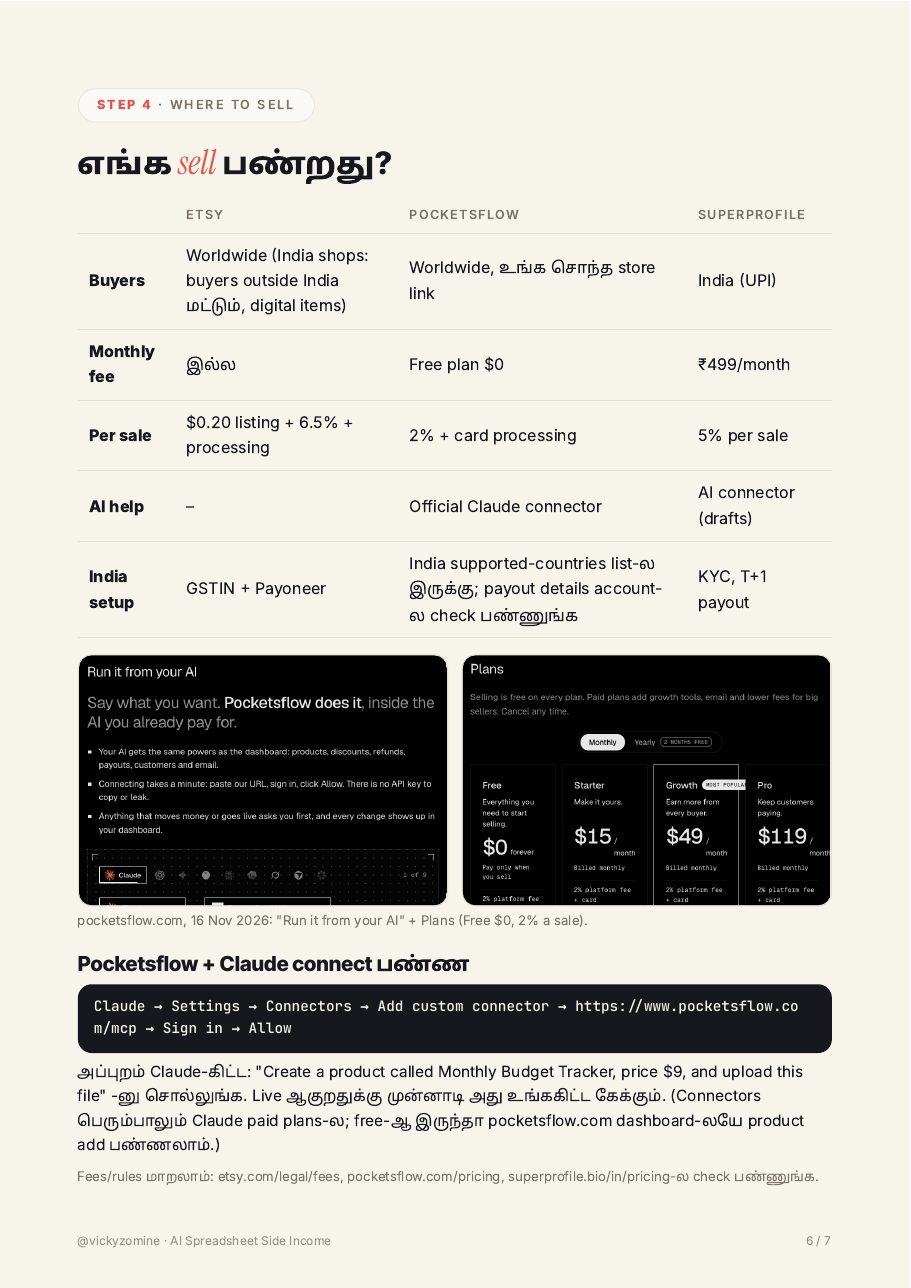 STEP 4 · WHERE TO SELL
எங்க sell பண்றது?
ETSY POCKETSFLOW SUPERPROFILE
Buyers
Worldwide (India shops:
buyers outside India
மட்டும், digital items)
Worldwide, உங்க சொந்த store
link
India (UPI)
Monthly
fee
இல்ல
Free plan $0
₹499/month
Per sale
$0.20 listing + 6.5% +
processing
2% + card processing
5% per sale
AI help
–
Official Claude connector
AI connector
(drafts)
India
setup
GSTIN + Payoneer
India supported-countries list-ல
இருக்கு; payout details account-
ல check பண்ணுங்க
KYC, T+1
payout
Run it from your AI
Say what you want. Pocketsflow does it, inside the
AI you already pay for.
Your AI gets the same powers as the dashboard: products, discounts, refunds,
payouts, customers and email.
Connecting takes a minute: paste our URL, sign in, click Allow. There is no API key to
copy or leak.
Anything that moves money or goes live asks you first, and every change shows up in
your dashboard.
Claude
1 of 9
Plans
Selling is free on every plan. Paid plans add growth tools, email and lower fees for big
sellers. Cancel any time.
Monthly Yearly 2 MONTHS FREE
Free
Everything you
need to start
selling.
$0 forever
Pay only when
you sell
2% platform fee
Starter
Make it yours.
$15 /
month
Billed monthly
2% platform fee
+ card
Growth MOST POPULA
Earn more from
every buyer.
$49 /
month
Billed monthly
2% platform fee
+ card
Pro
Keep customers
paying.
$119 /
month
Billed monthly
2% platform fee
+ card
pocketsflow.com, 16 Nov 2026: "Run it from your AI" + Plans (Free $0, 2% a sale).
Pocketsflow + Claude connect பண்ண
Claude → Settings → Connectors → Add custom connector → https://www.pocketsflow.co
m/mcp → Sign in → Allow
அப்புறம் Claude-கிட்ட: "Create a product called Monthly Budget Tracker, price $9, and upload this
file" -னு சொல்லுங்க. Live ஆகுறதுக்கு முன்னாடி அது உங்ககிட்ட கேக்கும். (Connectors
பெரும்பாலும் Claude paid plans-ல; free-ஆ இருந்தா pocketsflow.com dashboard-லயே product
add பண்ணலாம்.)
Fees/rules மாறலாம்: etsy.com/legal/fees, pocketsflow.com/pricing, superprofile.bio/in/pricing-ல check பண்ணுங்க.
@vickyzomine · AI Spreadsheet Side Income
6 / 7